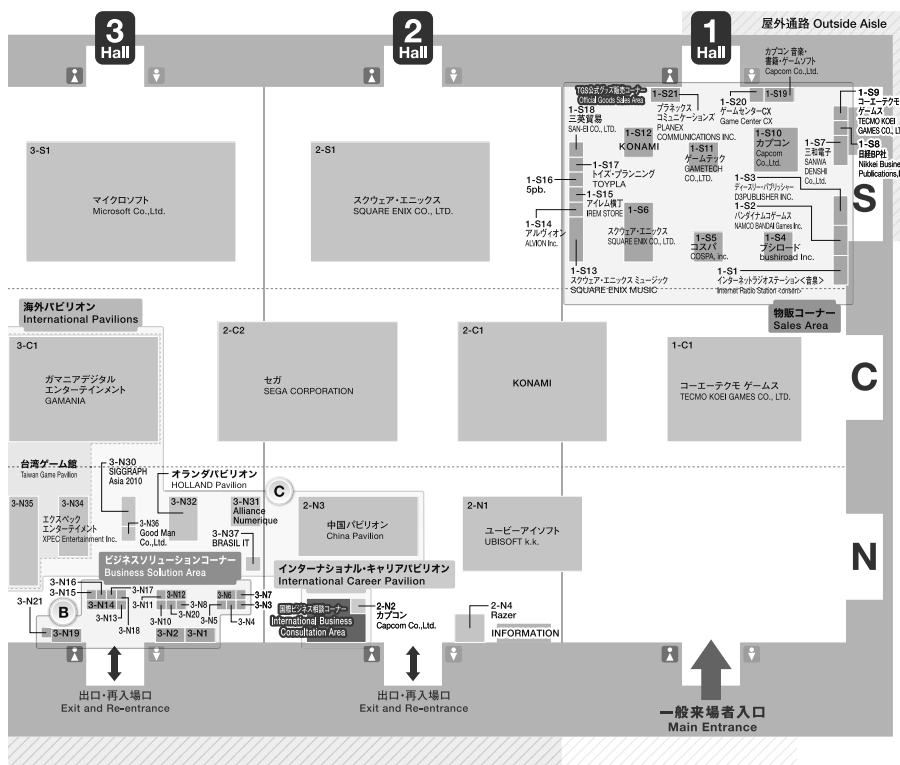 屋外通路 Outside Aisle
3
Hall
2
Hall
1
Hall
カプコン 音楽・
書籍・ゲームソフト
Capcom Co.,Ltd.
TGS公式グッズ販売コーナー
Official Goods Sales Area
1-S21
プラネックス
コミュニケーションズ
PLANEX
COMMUNICATIONS INC.
1-S20
ゲームセンターCX
Game Center CX
1-S19
1-S9
コーエーテクモ
ゲームス
TECMO KOEI
GAMES CO., LT
1-S8
日経BP社
Nikkei Busine
Publications,I
1-S18
三英貿易
SAN-EI CO., LTD.
1-S12
KONAMI
1-S11
ゲームテック
GAMETECH
CO.,LTD.
1-S10
カプコン
Capcom
Co.,Ltd.
1-S7
三和電子
SANWA
DENSHI
Co.,Ltd.
1-S17
トイズ・プランニング
TOYPLA
1-S16
5pb.
1-S15
アイレム横丁
IREM STORE
1-S14
アルヴィオン
ALVION Inc.
1-S13
スクウェア・エニックス ミュージック
SQUARE ENIX MUSIC
1-S6
スクウェア・エニックス
SQUARE ENIX CO., LTD.
1-S5
コスパ
COSPA, inc.
1-S4
ブシロード
bushiroad Inc.
1-S3
ディースリー・パブリッシャー
D3PUBLISHER INC.
1-S2
バンダイナムコゲームス
NAMCO BANDAI Games Inc.
1-S1
インターネットラジオステーション<音泉>
Internet Radio Station <onsen>
S
3-S1
マイクロソフト
Microsoft Co.,Ltd.
2-S1
スクウェア・エニックス
SQUARE ENIX CO., LTD.
物販コーナー
Sales Area
海外パビリオン
International Pavilions
3-C1
ガマニアデジタル
エンターテインメント
GAMANIA
2-C2
セガ
SEGA CORPORATION
2-C1
KONAMI
1-C1
コーエーテクモ ゲームス
TECMO KOEI GAMES CO., LTD.
C
台湾ゲーム館
Taiwan Game Pavilion
3-N30
SIGGRAPH
Asia 2010
オランダパビリオン
HOLLAND Pavilion
C
3-N35
3-N34
エクスペック
エンターテイメント
XPEC Entertainment Inc.
3-N36
Good Man
Co.,Ltd.
3-N32
3-N31
Alliance
Numerique
3-N37
BRASIL IT
2-N3
中国パビリオン
China Pavilion
2-N1
ユービーアイソフト
UBISOFT k.k.
N
ビジネスソリューションコーナー
Business Solution Area
インターナショナル・キャリアパビリオン
International Career Pavilion
3-N16
3-N15
3-N17
3-N14
3-N13
3-N18
3-N21
B
3-N19
3-N12
3-N11
3-N8
3-N10
3-N20
3-N6
3-N7
3-N3
3-N5
3-N4
3-N2
3-N1
国際ビジネス相談コーナー
International Business
Consultation Area
2-N2
カプコン
Capcom Co.,Ltd.
2-N4
Razer
INFORMATION
出口・再入場口
Exit and Re-entrance
出口・再入場口
Exit and Re-entrance
一般来場者入口
Main Entrance